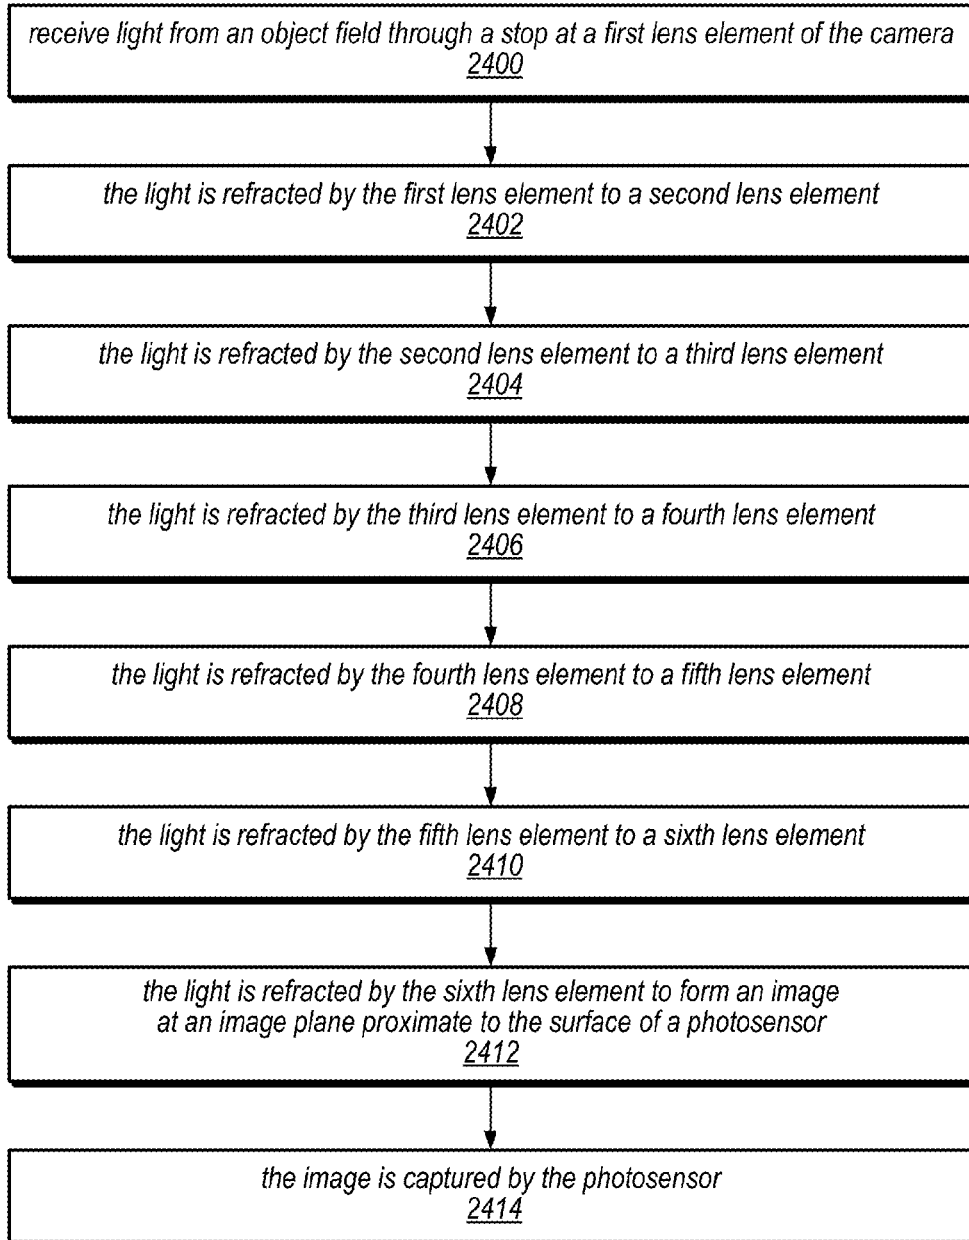 receive light from an object field through a stop at a first lens element of the camera
2400
the light is refracted by the first lens element to a second lens element
2402
the light is refracted by the second lens element to a third lens element
2404
the light is refracted by the third lens element to a fourth lens element
2406
the light is refracted by the fourth lens element to a fifth lens element
2408
the light is refracted by the fifth lens element to a sixth lens element
2410
the light is refracted by the sixth lens element to form an image
at an image plane proximate to the surface of a photosensor
2412
the image is captured by the photosensor
2414